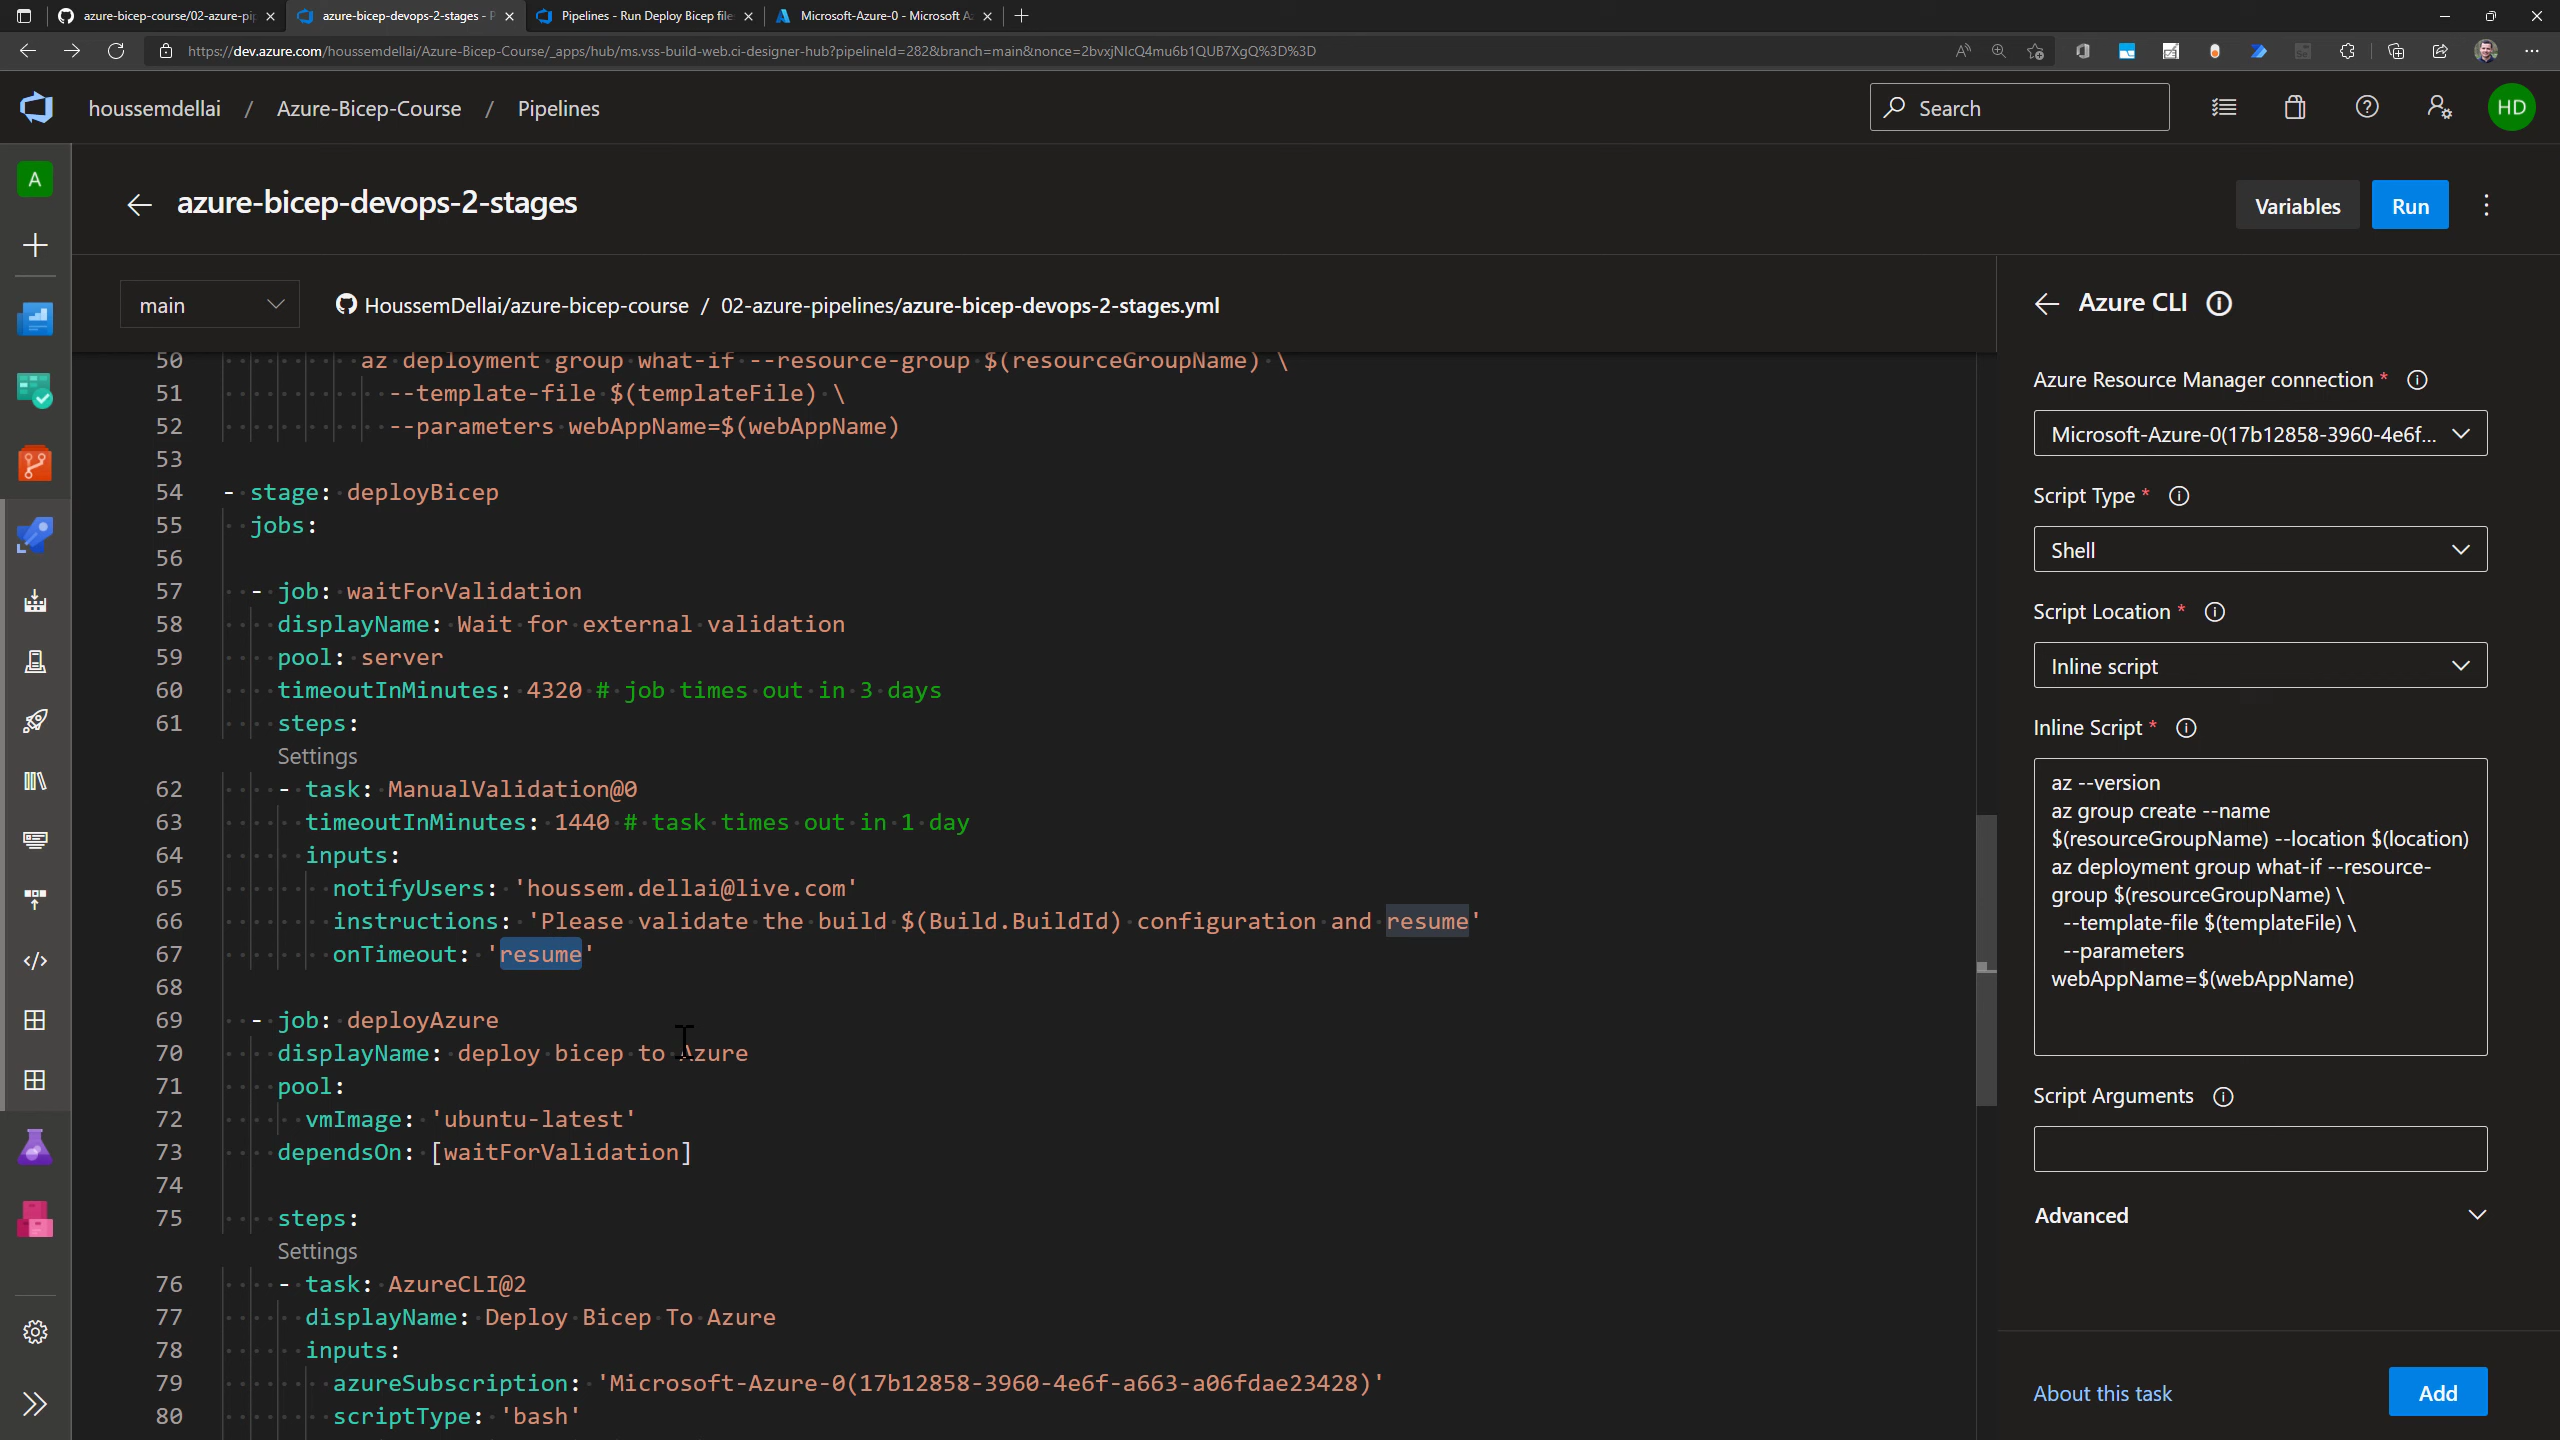 azure-bicep-course/02-azure-pip
azure-bicep-devops-2-stages - P
Pipelines - Run Deploy Bicep file
Microsoft-Azure-0 - Microsoft A
https://dev.azure.com/houssemdellai/Azure-Bicep-Course/_apps/hub/ms.vss-build-web.ci-designer-hub?pipelineId=282&branch=main&nonce=2bvxjNIcQ4mu6b1QUB7XgQ%3D%3D
houssemdellai / Azure-Bicep-Course / Pipelines
Search
HD
A
azure-bicep-devops-2-stages
Variables
Run
main
HoussemDellai/azure-bicep-course / 02-azure-pipelines/azure-bicep-devops-2-stages.yml
50 az deployment group what-if --resource-group $(resourceGroupName) \
51 --template-file $(templateFile) \
52 --parameters webAppName=$(webAppName)
53
54 - stage: deployBicep
55 jobs:
56
57 - job: waitForValidation
58 displayName: Wait for external validation
59 pool: server
60 timeoutInMinutes: 4320 # job times out in 3 days
61 steps:
Settings
62 - task: ManualValidation@0
63 timeoutInMinutes: 1440 # task times out in 1 day
64 inputs:
65 notifyUsers: 'houssem.dellai@live.com'
66 instructions: 'Please validate the build $(Build.BuildId) configuration and resume'
67 onTimeout: 'resume'
68
69 - job: deployAzure
70 displayName: deploy bicep to Azure
71 pool:
72 vmImage: 'ubuntu-latest'
73 dependsOn: [waitForValidation]
74
75 steps:
Settings
76 - task: AzureCLI@2
77 displayName: Deploy Bicep To Azure
78 inputs:
79 azureSubscription: 'Microsoft-Azure-0(17b12858-3960-4e6f-a663-a06fdae23428)'
80 scriptType: 'bash'
Azure CLI
Azure Resource Manager connection *
Microsoft-Azure-0(17b12858-3960-4e6f...
Script Type *
Shell
Script Location *
Inline script
Inline Script *
az --version
az group create --name
$(resourceGroupName) --location $(location)
az deployment group what-if --resource-
group $(resourceGroupName) \
--template-file $(templateFile) \
--parameters
webAppName=$(webAppName)
Script Arguments
Advanced
About this task
Add